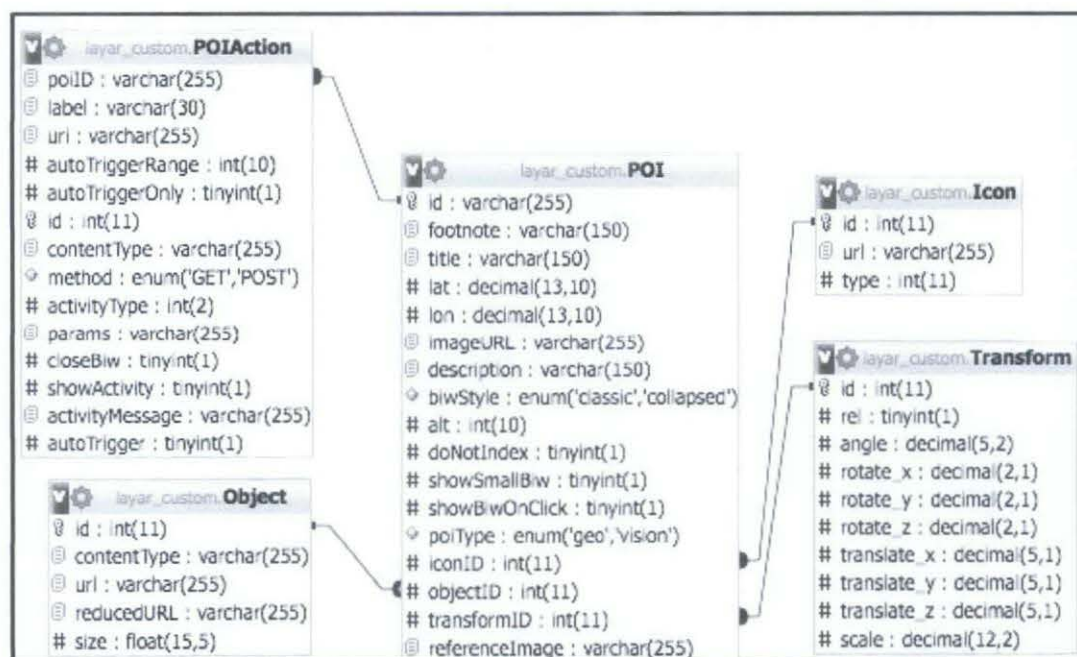 layar_custom.POIAction
poiID : varchar(255)
label : varchar(30)
uri : varchar(255)
# autoTriggerRange : int(10)
# autoTriggerOnly : tinyint(1)
id : int(11)
contentType : varchar(255)
method : enum('GET','POST')
# activityType : int(2)
params : varchar(255)
# closeBiw : tinyint(1)
# showActivity : tinyint(1)
activityMessage : varchar(255)
# autoTrigger : tinyint(1)
layar_custom.Object
id : int(11)
contentType : varchar(255)
url : varchar(255)
reducedURL : varchar(255)
# size : float(15,5)
layar_custom.POI
id : varchar(255)
footnote : varchar(150)
title : varchar(150)
# lat : decimal(13,10)
# lon : decimal(13,10)
imageURL : varchar(255)
description : varchar(150)
biwStyle : enum('classic','collapsed')
# alt : int(10)
# doNotIndex : tinyint(1)
# showSmallBiw : tinyint(1)
# showBiwOnClick : tinyint(1)
poiType : enum('geo','vision')
# iconID : int(11)
# objectID : int(11)
# transformID : int(11)
referenceImage : varchar(255)
layar_custom.Icon
id : int(11)
url : varchar(255)
# type : int(11)
layar_custom.Transform
id : int(11)
# rel : tinyint(1)
# angle : decimal(5,2)
# rotate_x : decimal(2,1)
# rotate_y : decimal(2,1)
# rotate_z : decimal(2,1)
# translate_x : decimal(5,1)
# translate_y : decimal(5,1)
# translate_z : decimal(5,1)
# scale : decimal(12,2)